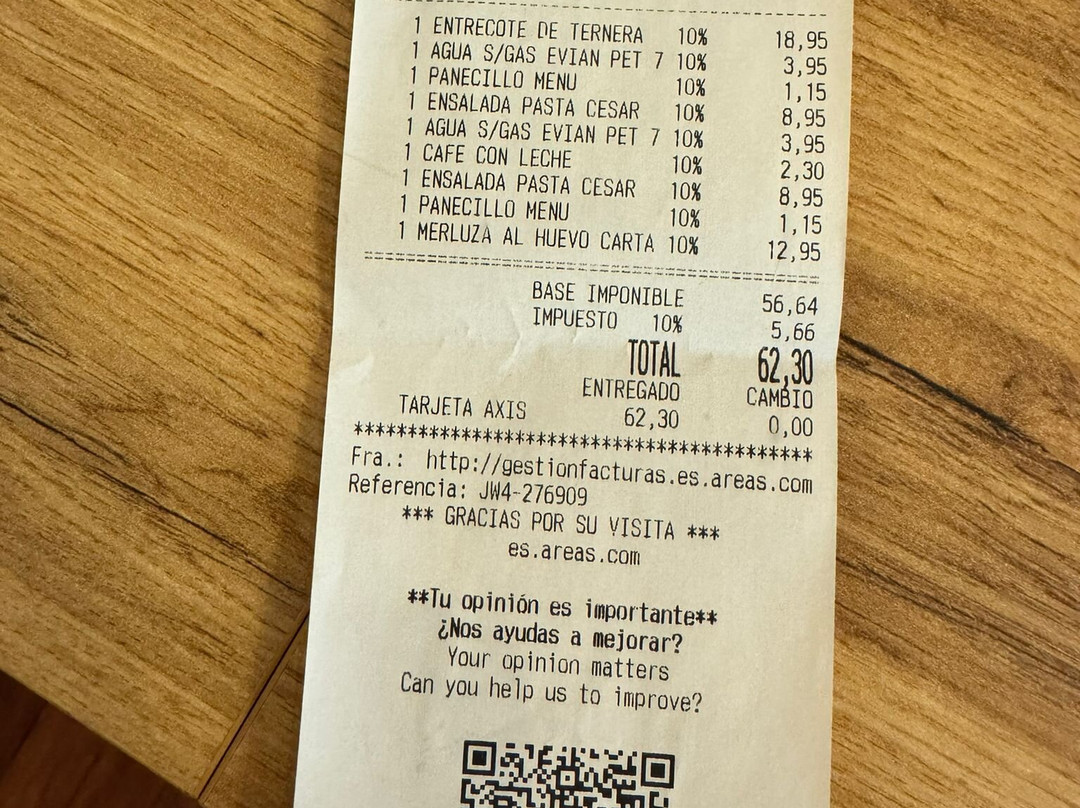 1 ENTRECOTE DE TERNERA 10% 18,95
1 AGUA S/GAS EVIAN PET 7 10% 3,95
1 PANECILLO MENU 10% 1,15
1 ENSALADA PASTA CESAR 10% 8,95
1 AGUA S/GAS EVIAN PET 7 10% 3,95
1 CAFE CON LECHE 10% 2,30
1 ENSALADA PASTA CESAR 10% 8,95
1 PANECILLO MENU 10% 1,15
1 MERLUZA AL HUEVO CARTA 10% 12,95
BASE IMPONIBLE 56,64
IMPUESTO 10% 5,66
TOTAL 62,30
ENTREGADO CAMBIO
TARJETA AXIS 62,30 0,00
*******************************************
Fra.: http://gestionfacturas.es.areas.com
Referencia: JW4-276909
*** GRACIAS POR SU VISITA ***
es.areas.com
**Tu opinión es importante**
¿Nos ayudas a mejorar?
Your opinion matters
Can you help us to improve?